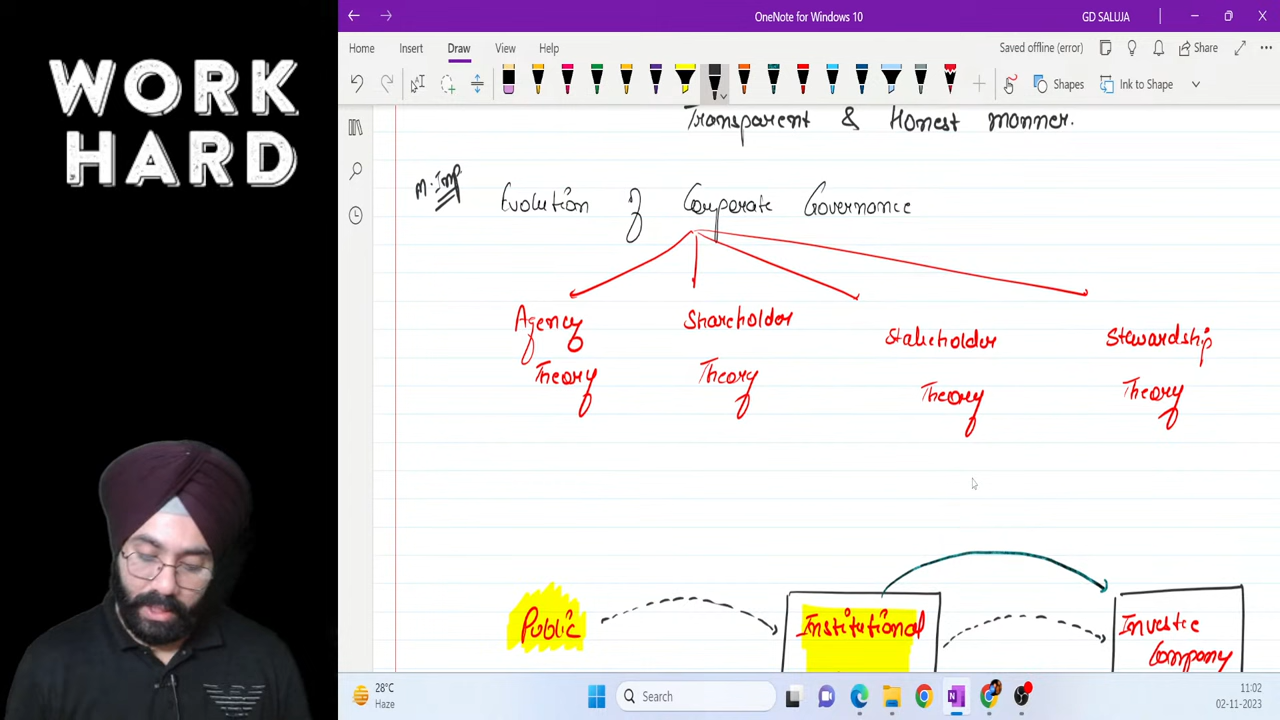 WORK
HARD
OneNote for Windows 10
GD SALUJA
Home
Insert
Draw
View
Help
Saved offline (error)
Share
Shapes
Ink to Shape
Transparent & Honest manner.
M. Imp
Evolution of Corporate Governance
Agency
Theory
Shareholder
Theory
Stakeholder
Theory
Stewardship
Theory
Public
Institutional
Investee
Company
28°C
Haze
Search
11:02
02-11-2023